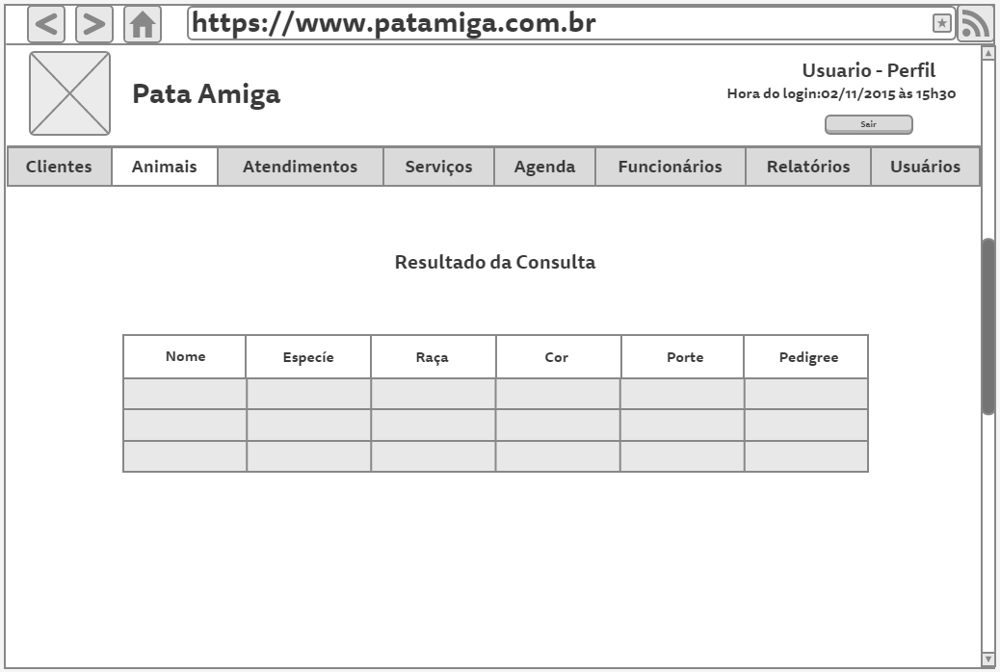 https://www.patamiga.com.br
Pata Amiga
Usuario - Perfil
Hora do login:02/11/2015 às 15h30
Sair
Clientes Animais Atendimentos Serviços Agenda Funcionários Relatórios Usuários
Resultado da Consulta
Nome Especíe Raça Cor Porte Pedigree